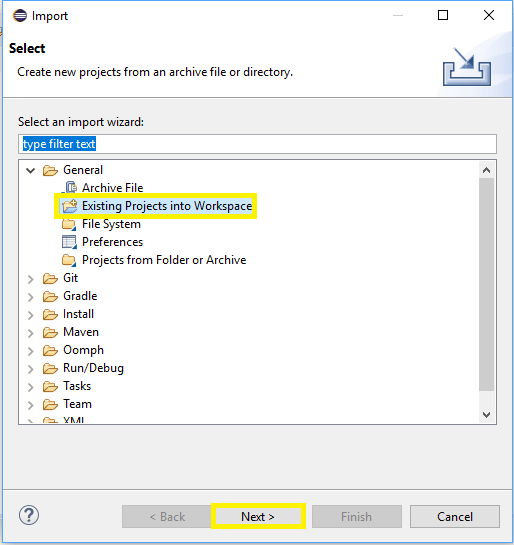 Import
Select
Create new projects from an archive file or directory.
Select an import wizard:
type filter text
General
Archive File
Existing Projects into Workspace
File System
Preferences
Projects from Folder or Archive
Git
Gradle
Install
Maven
Oomph
Run/Debug
Tasks
Team
XML
?
< Back Next > Finish Cancel